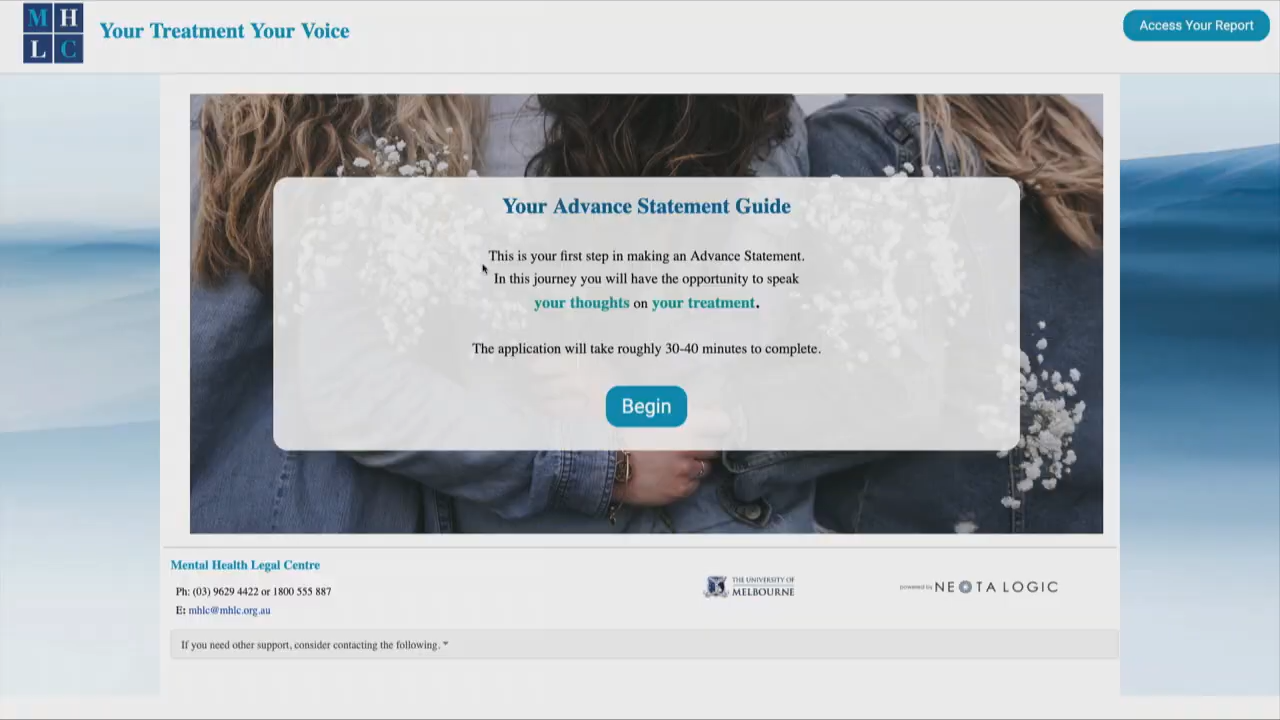 M H
L C
Your Treatment Your Voice
Access Your Report
Your Advance Statement Guide
This is your first step in making an Advance Statement.
In this journey you will have the opportunity to speak
your thoughts on your treatment.
The application will take roughly 30-40 minutes to complete.
Begin
Mental Health Legal Centre
Ph: (03) 9629 4422 or 1800 555 887
E: mhlc@mhlc.org.au
THE UNIVERSITY OF
MELBOURNE
powered by NEOTA LOGIC
If you need other support, consider contacting the following.